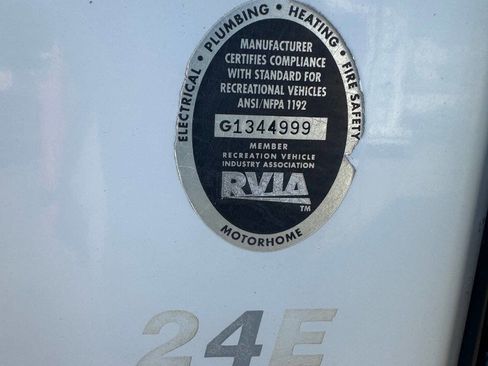 ELECTRICAL • PLUMBING • HEATING • FIRE SAFETY
MANUFACTURER
CERTIFIES COMPLIANCE
WITH STANDARD FOR
RECREATIONAL VEHICLES
ANSI/NFPA 1192
G1344999
MEMBER
RECREATION VEHICLE
INDUSTRY ASSOCIATION
RVIA
TM
MOTORHOME
24E